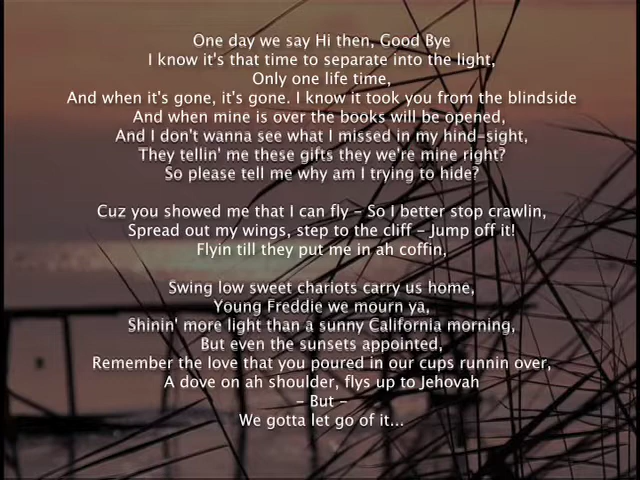 One day we say Hi then, Good Bye
I know it's that time to separate into the light,
Only one life time,
And when it's gone, it's gone. I know it took you from the blindside
And when mine is over the books will be opened,
And I don't wanna see what I missed in my hind-sight,
They tellin' me these gifts they we're mine right?
So please tell me why am I trying to hide?
Cuz you showed me that I can fly - So I better stop crawlin,
Spread out my wings, step to the cliff - Jump off it!
Flyin till they put me in ah coffin,
Swing low sweet chariots carry us home,
Young Freddie we mourn ya,
Shinin' more light than a sunny California morning,
But even the sunsets appointed,
Remember the love that you poured in our cups runnin over,
A dove on ah shoulder, flys up to Jehovah
- But -
We gotta let go of it...